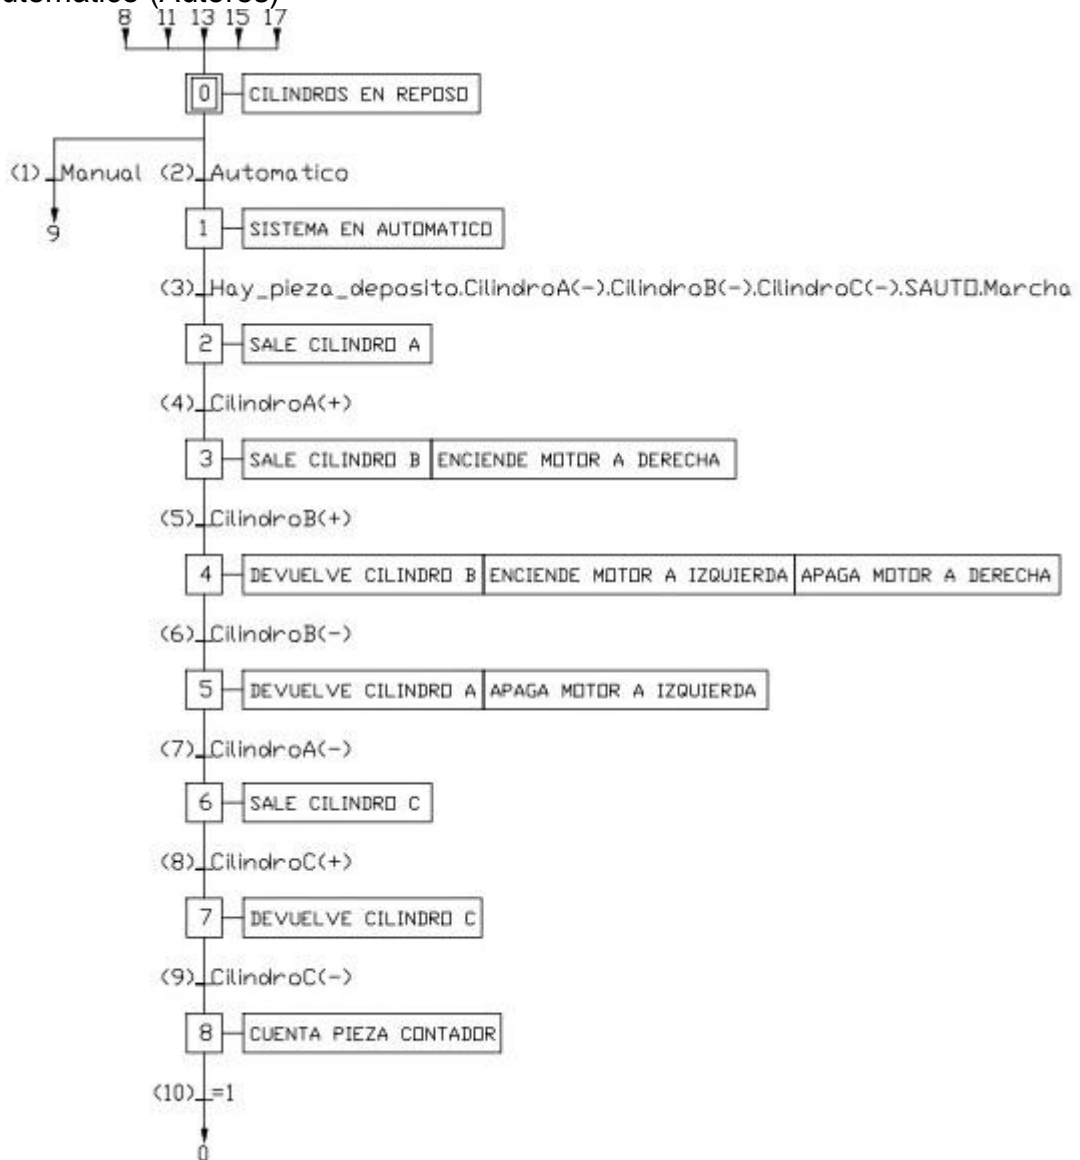 utomatico (Autores)
8 11 13 15 17
0 CILINDROS EN REPOSO
(1) Manual (2) Automatico
9
1 SISTEMA EN AUTOMATICO
(3) Hay_pieza_deposito.CilindroA(-).CilindroB(-).CilindroC(-).SAUTO.Marcha
2 SALE CILINDRO A
(4) CilindroA(+)
3 SALE CILINDRO B ENCIENDE MOTOR A DERECHA
(5) CilindroB(+)
4 DEVUELVE CILINDRO B ENCIENDE MOTOR A IZQUIERDA APAGA MOTOR A DERECHA
(6) CilindroB(-)
5 DEVUELVE CILINDRO A APAGA MOTOR A IZQUIERDA
(7) CilindroA(-)
6 SALE CILINDRO C
(8) CilindroC(+)
7 DEVUELVE CILINDRO C
(9) CilindroC(-)
8 CUENTA PIEZA CONTADOR
(10) =1
0